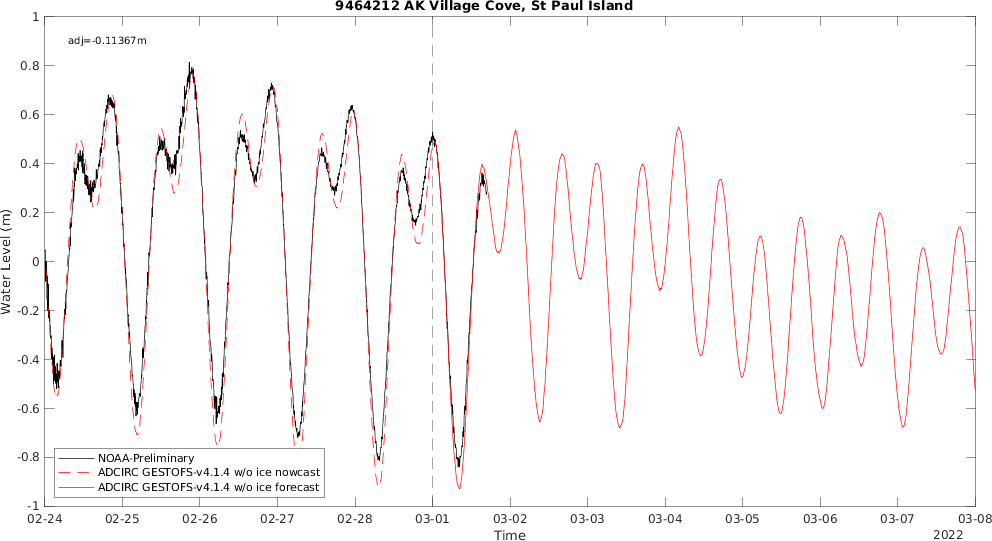 9464212 AK Village Cove, St Paul Island
adj=-0.11367m
1
0.8
0.6
0.4
0.2
0
-0.2
-0.4
-0.6
-0.8
-1
Water Level (m)
NOAA-Preliminary
ADCIRC GESTOFS-v4.1.4 w/o ice nowcast
ADCIRC GESTOFS-v4.1.4 w/o ice forecast
02-24 02-25 02-26 02-27 02-28 03-01 03-02 03-03 03-04 03-05 03-06 03-07 03-08
Time
2022